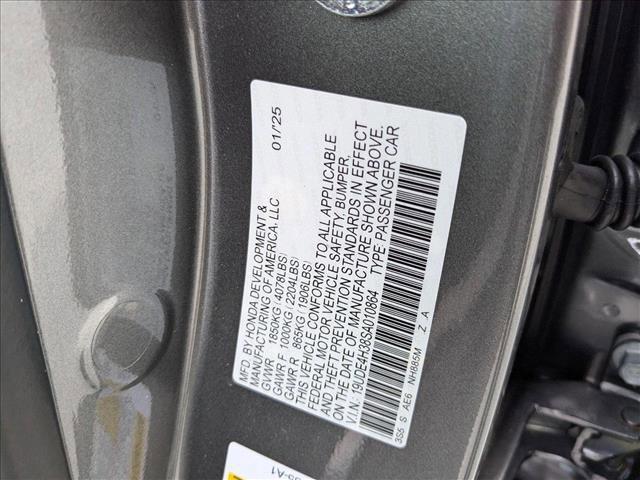 MFD BY HONDA DEVELOPMENT &
MANUFACTURING OF AMERICA, LLC 01/'25
GVWR 1850KG(4078LBS)
GAWR F 1000KG(2204LBS)
GAWR R 865KG(1906LBS)
THIS VEHICLE CONFORMS TO ALL APPLICABLE
FEDERAL MOTOR VEHICLE SAFETY, BUMPER,
AND THEFT PREVENTION STANDARDS IN EFFECT
ON THE DATE OF MANUFACTURE SHOWN ABOVE.
V.I.N.: 19UDE4H38SA010864 TYPE: PASSENGER CAR
3S5 S AE6 NH885M Z A